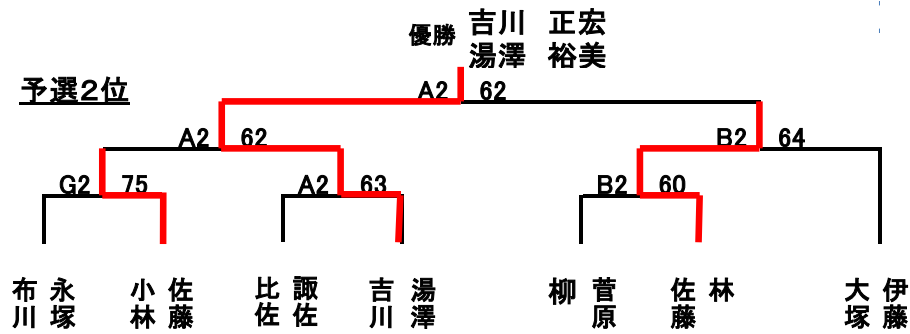 優勝 吉川 正宏
湯澤 裕美
予選2位
A2 62
A2 62
B2 64
G2 75
A2 63
B2 60
布川 永塚
小林 佐藤
比佐 諏佐
吉川 湯澤
柳 菅原
佐藤 林
大塚 伊藤